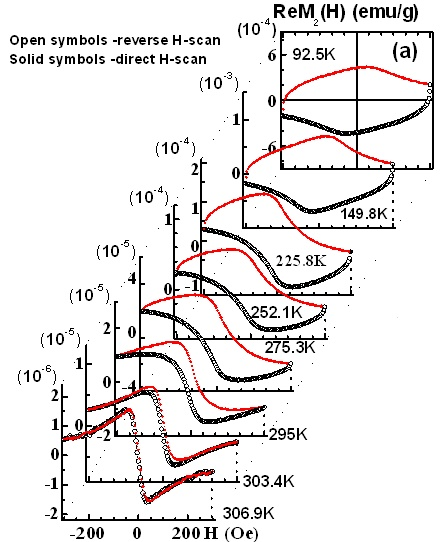 ReM₂(H) (emu/g)
Open symbols -reverse H-scan
Solid symbols -direct H-scan
(10⁻⁴)
6
0
-6
92.5K
(a)
(10⁻³)
1
0
149.8K
(10⁻⁴)
2
1
0
-1
225.8K
(10⁻⁴)
1
0
252.1K
(10⁻⁵)
4
0
-4
275.3K
(10⁻⁵)
2
0
-2
295K
(10⁻⁵)
1
0
303.4K
(10⁻⁶)
2
1
0
-1
-2
306.9K
-200 0 200 H (Oe)